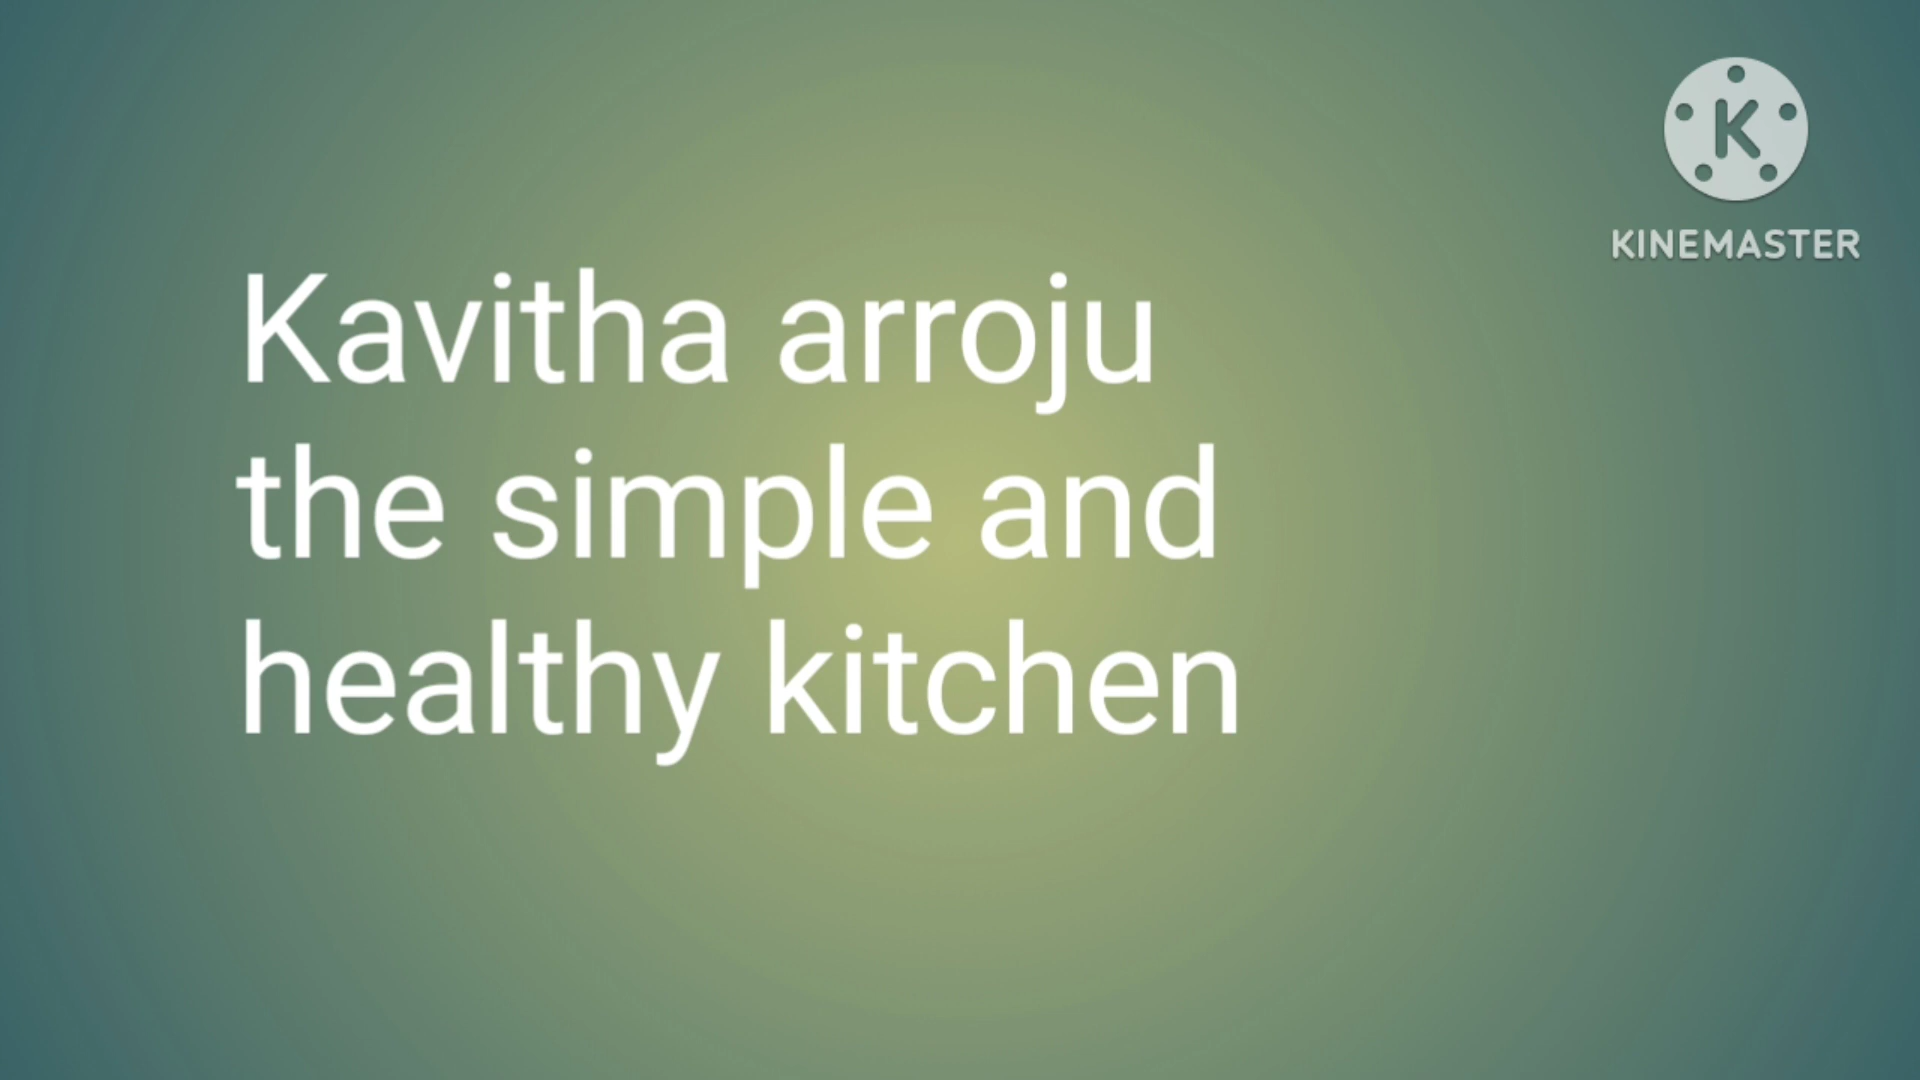 K
KINEMASTER
Kavitha arroju
the simple and
healthy kitchen